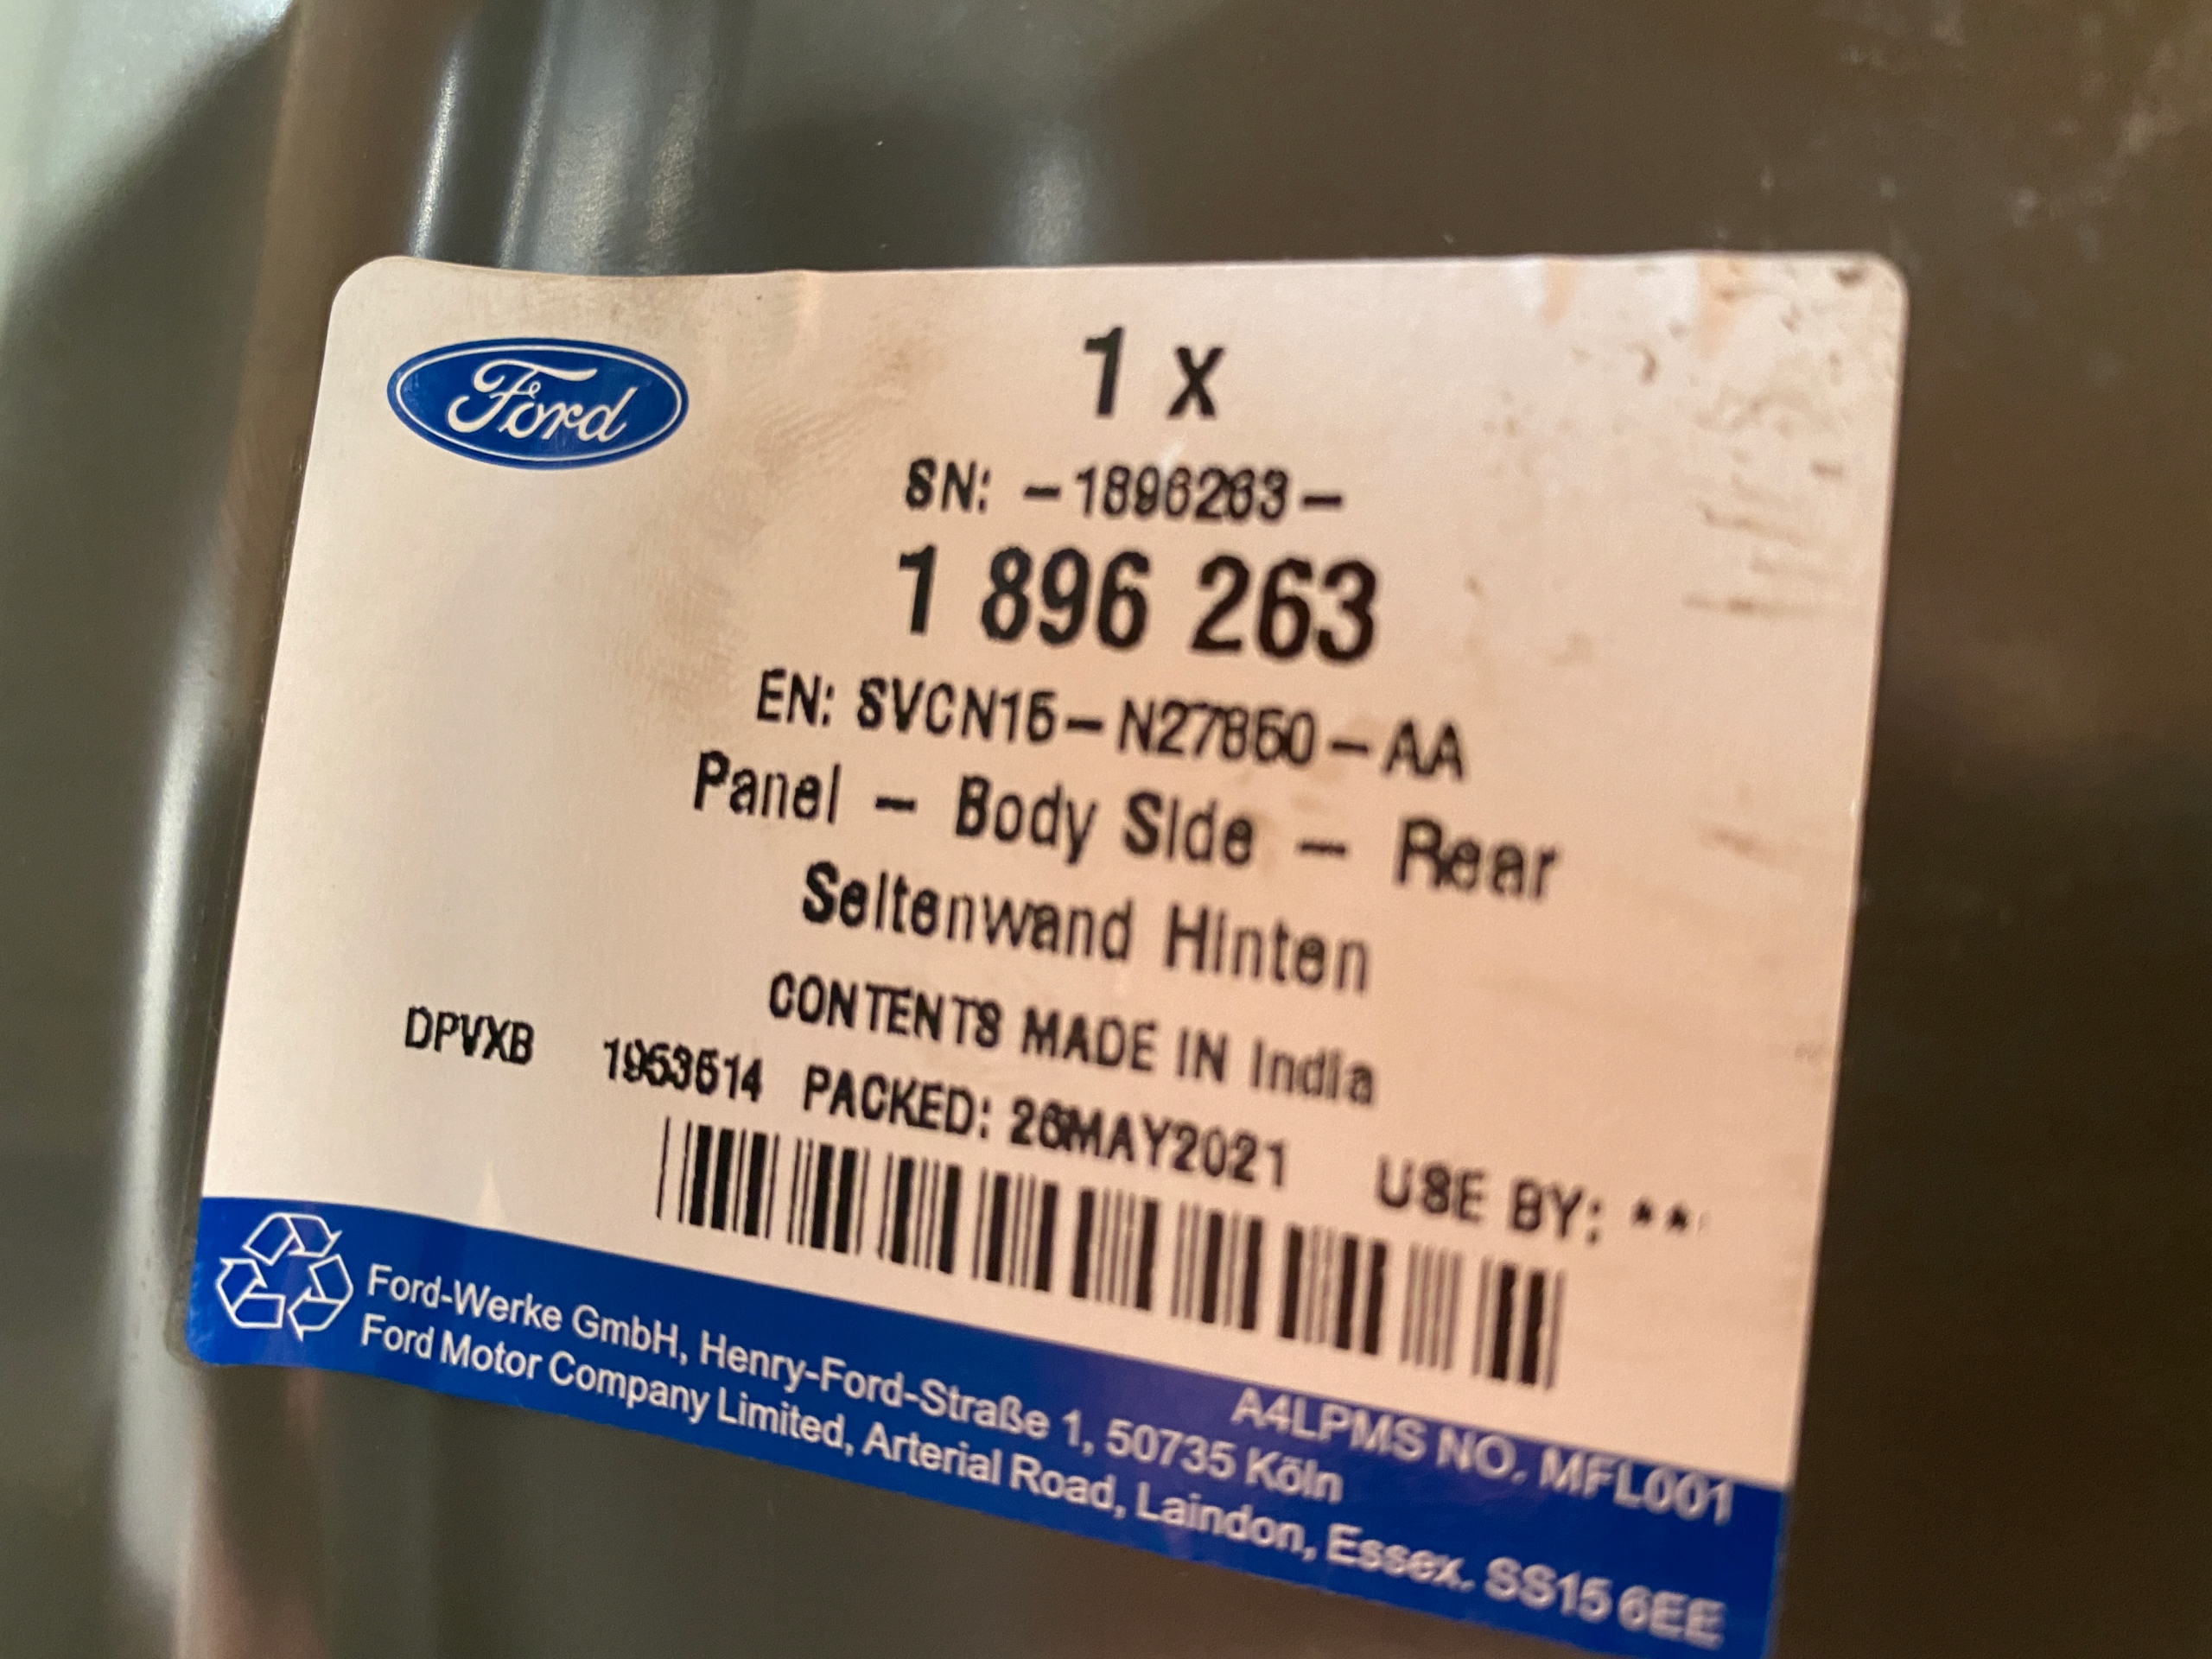 Ford
1 x
SN: -1896263-
1 896 263
EN: SVCN15-N27850-AA
Panel - Body Side - Rear
Seitenwand Hinten
CONTENTS MADE IN India
DPVXB 1953514 PACKED: 26MAY2021 USE BY: **
A4LPMS NO. MFL001
Ford-Werke GmbH, Henry-Ford-Straße 1, 50735 Köln
Ford Motor Company Limited, Arterial Road, Laindon, Essex. SS15 6EE